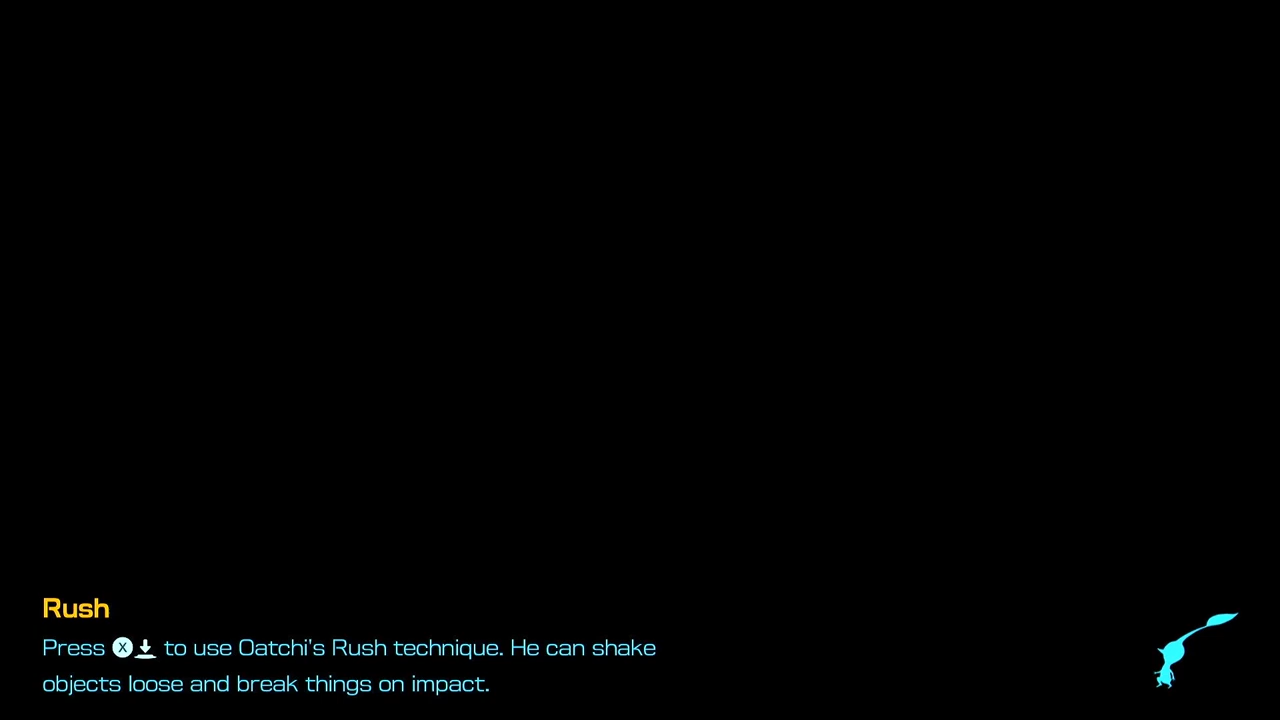 Rush
Press X to use Oatchi's Rush technique. He can shake
objects loose and break things on impact.